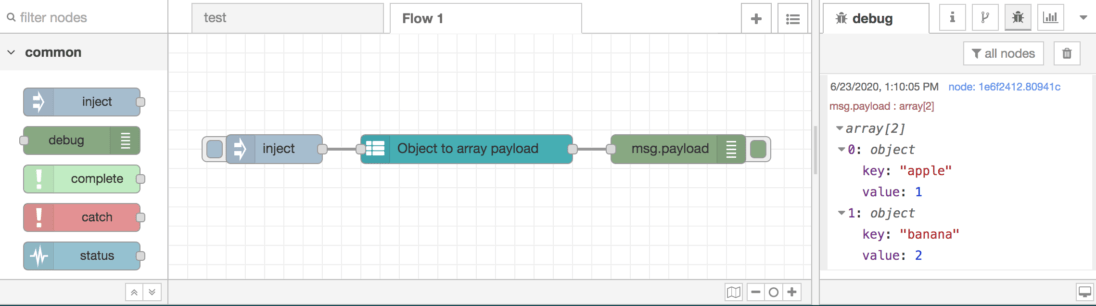 filter nodes
common
inject
debug
complete
catch
status
test
Flow 1
inject
Object to array payload
msg.payload
debug
all nodes
6/23/2020, 1:10:05 PM node: 1e6f2412.80941c
msg.payload : array[2]
array[2]
0: object
key: "apple"
value: 1
1: object
key: "banana"
value: 2